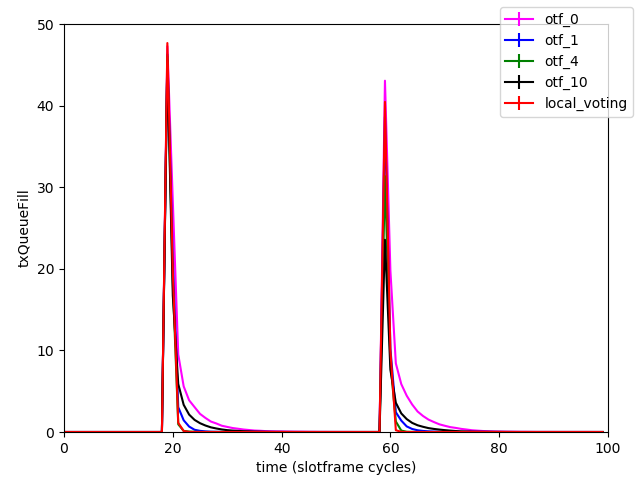 otf_0
otf_1
otf_4
otf_10
local_voting
50
40
30
20
10
0
txQueueFill
0 20 40 60 80 100
time (slotframe cycles)